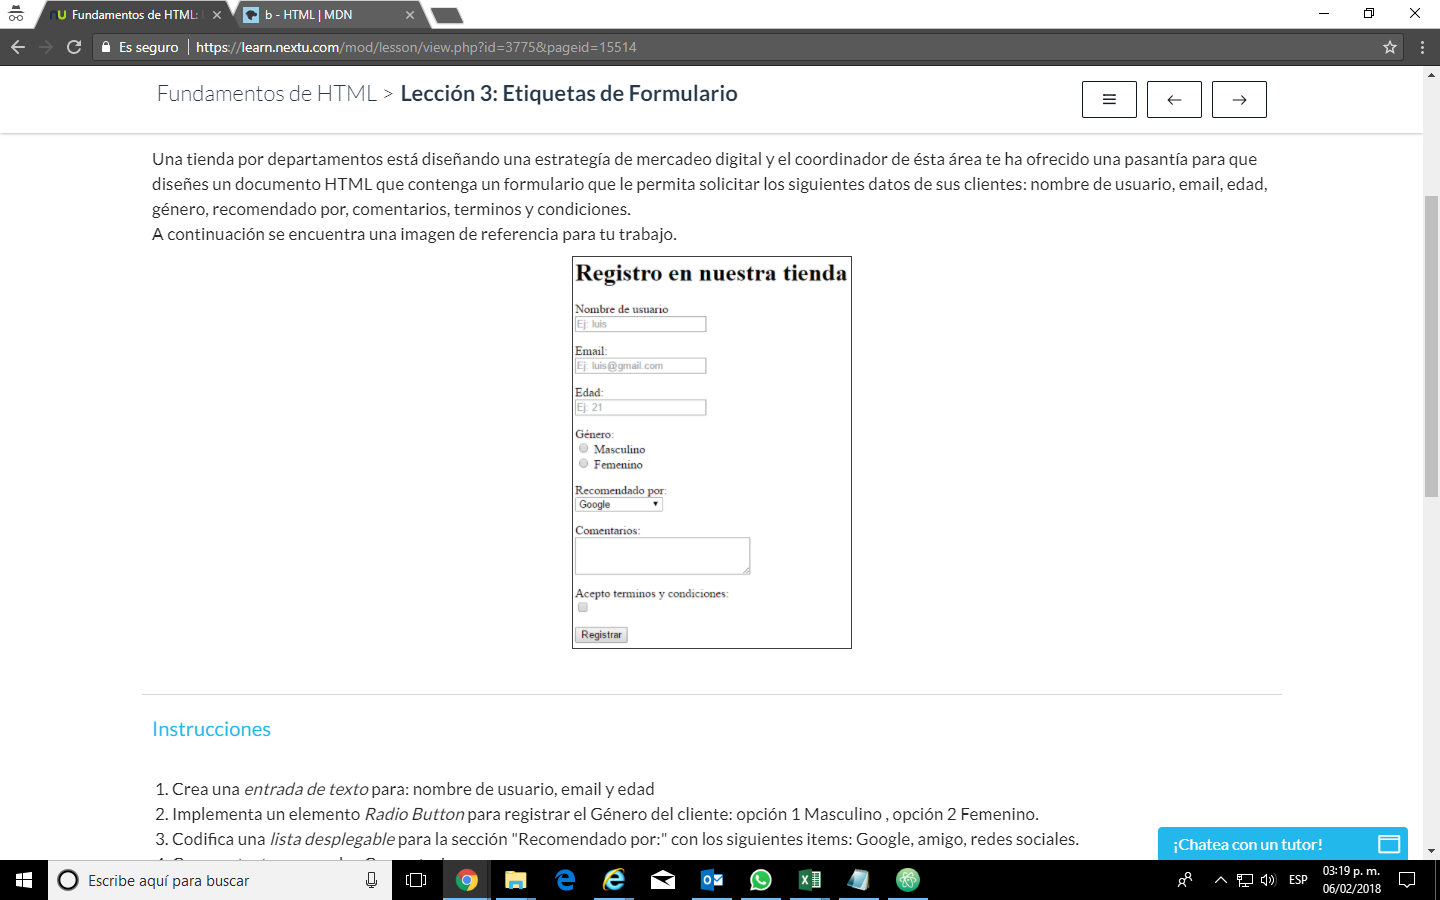 Fundamentos de HTML:
b - HTML | MDN
Es seguro
https://learn.nextu.com/mod/lesson/view.php?id=3775&pageid=15514
Fundamentos de HTML > Lección 3: Etiquetas de Formulario
Una tienda por departamentos está diseñando una estrategía de mercadeo digital y el coordinador de ésta área te ha ofrecido una pasantía para que
diseñes un documento HTML que contenga un formulario que le permita solicitar los siguientes datos de sus clientes: nombre de usuario, email, edad,
género, recomendado por, comentarios, terminos y condiciones.
A continuación se encuentra una imagen de referencia para tu trabajo.
Registro en nuestra tienda
Nombre de usuario
Ej: luis
Email:
Ej: luis@gmail.com
Edad:
Ej: 21
Género:
Masculino
Femenino
Recomendado por:
Google
Comentarios:
Acepto terminos y condiciones:
Registrar
Instrucciones
1. Crea una entrada de texto para: nombre de usuario, email y edad
2. Implementa un elemento Radio Button para registrar el Género del cliente: opción 1 Masculino , opción 2 Femenino.
3. Codifica una lista desplegable para la sección "Recomendado por:" con los siguientes items: Google, amigo, redes sociales.
¡Chatea con un tutor!
Escribe aquí para buscar
ESP
03:19 p. m.
06/02/2018